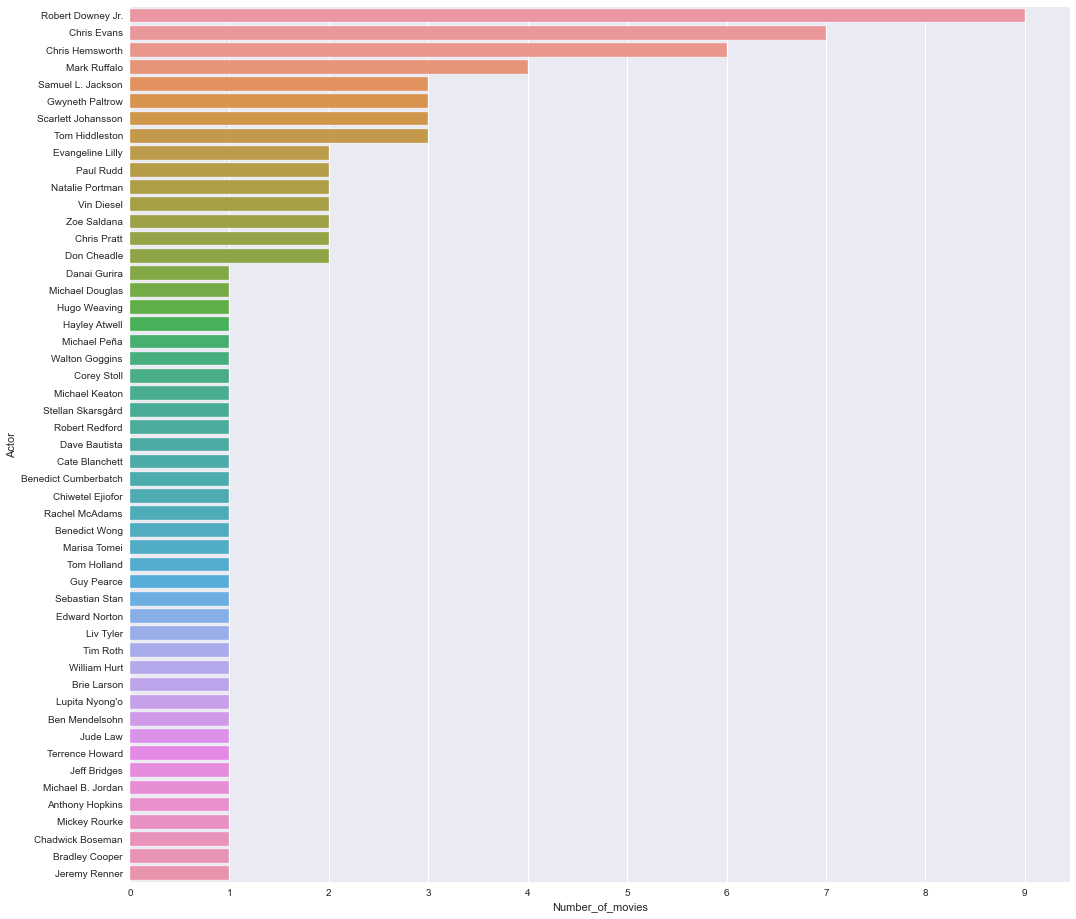 Robert Downey Jr.
Chris Evans
Chris Hemsworth
Mark Ruffalo
Samuel L. Jackson
Gwyneth Paltrow
Scarlett Johansson
Tom Hiddleston
Evangeline Lilly
Paul Rudd
Natalie Portman
Vin Diesel
Zoe Saldana
Chris Pratt
Don Cheadle
Danai Gurira
Michael Douglas
Hugo Weaving
Hayley Atwell
Michael Peña
Walton Goggins
Corey Stoll
Michael Keaton
Stellan Skarsgård
Robert Redford
Dave Bautista
Cate Blanchett
Benedict Cumberbatch
Chiwetel Ejiofor
Rachel McAdams
Benedict Wong
Marisa Tomei
Tom Holland
Guy Pearce
Sebastian Stan
Edward Norton
Liv Tyler
Tim Roth
William Hurt
Brie Larson
Lupita Nyong'o
Ben Mendelsohn
Jude Law
Terrence Howard
Jeff Bridges
Michael B. Jordan
Anthony Hopkins
Mickey Rourke
Chadwick Boseman
Bradley Cooper
Jeremy Renner
Actor
0 1 2 3 4 5 6 7 8 9
Number_of_movies